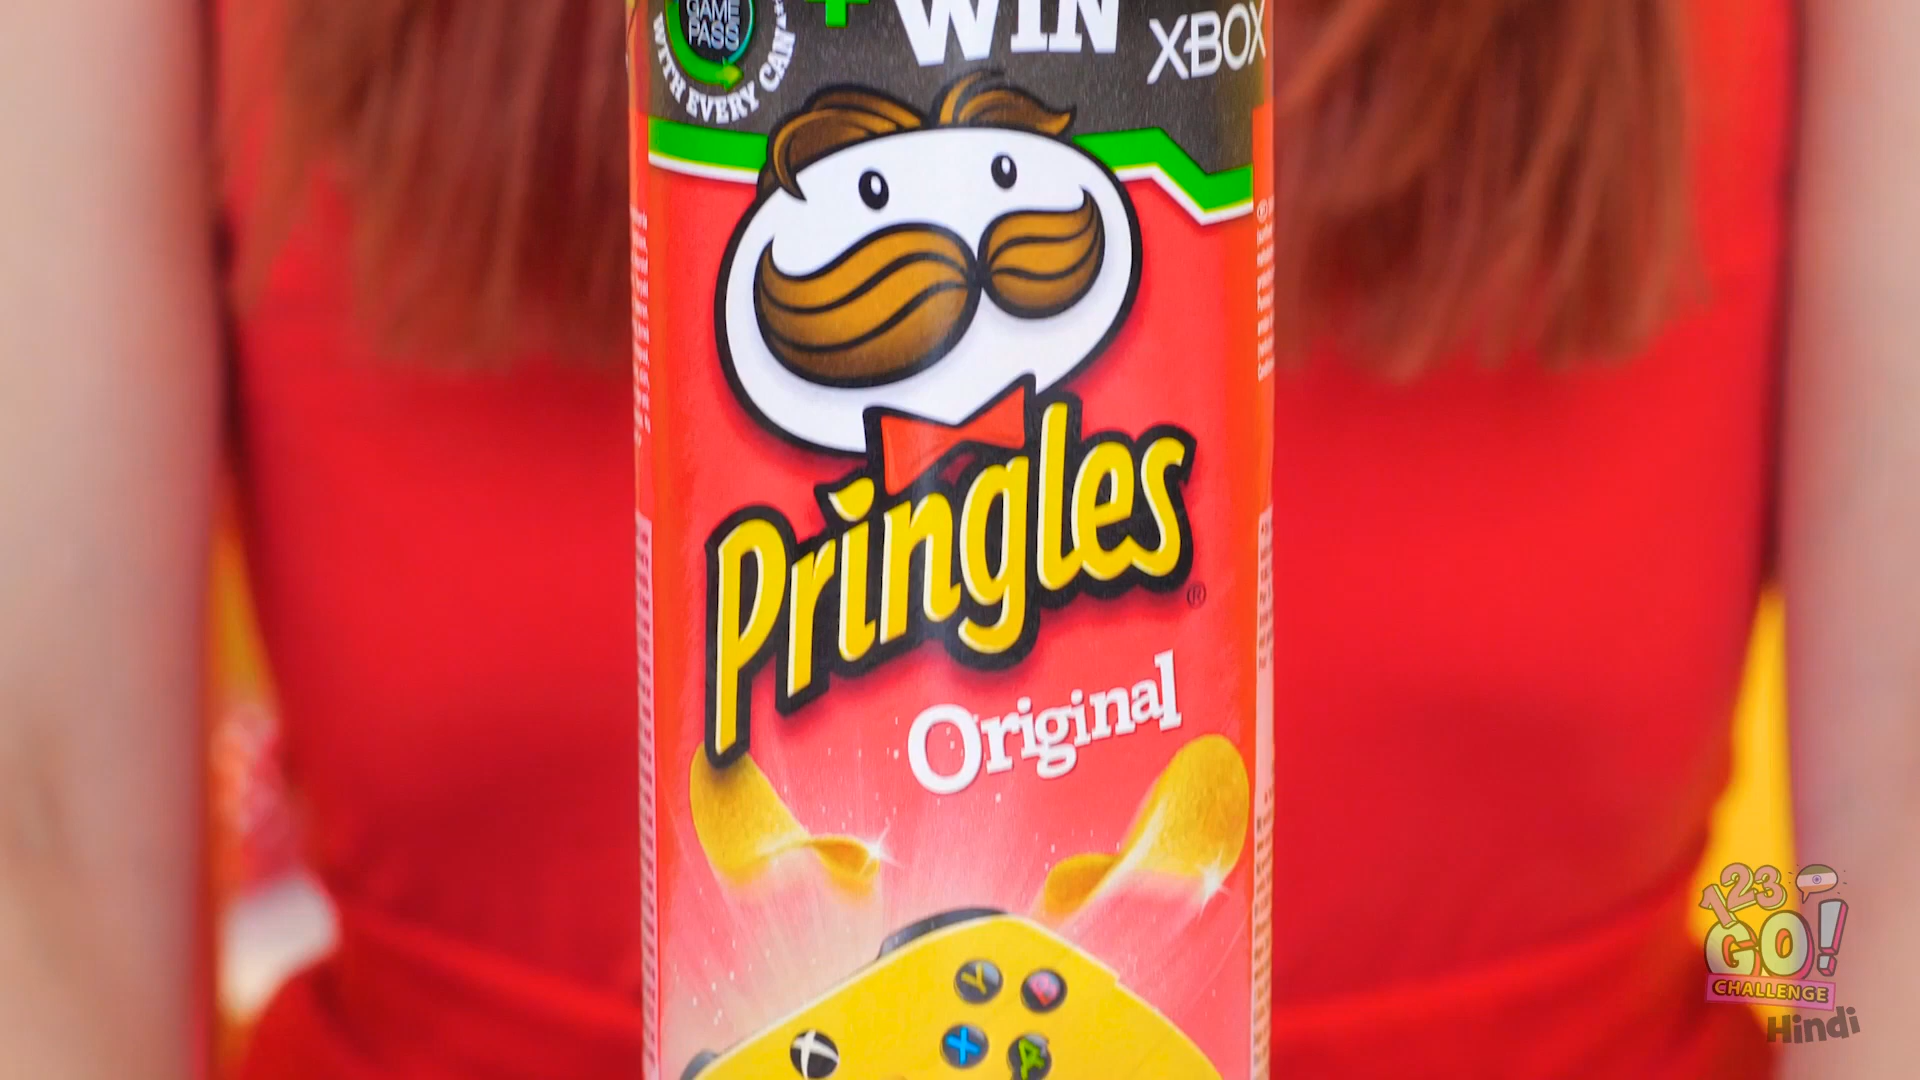 GAME
PASS
WITH EVERY CAN
+ WIN
XBOX
Pringles
®
Original
Y
B
X
A
123
GO!
CHALLENGE
Hindi